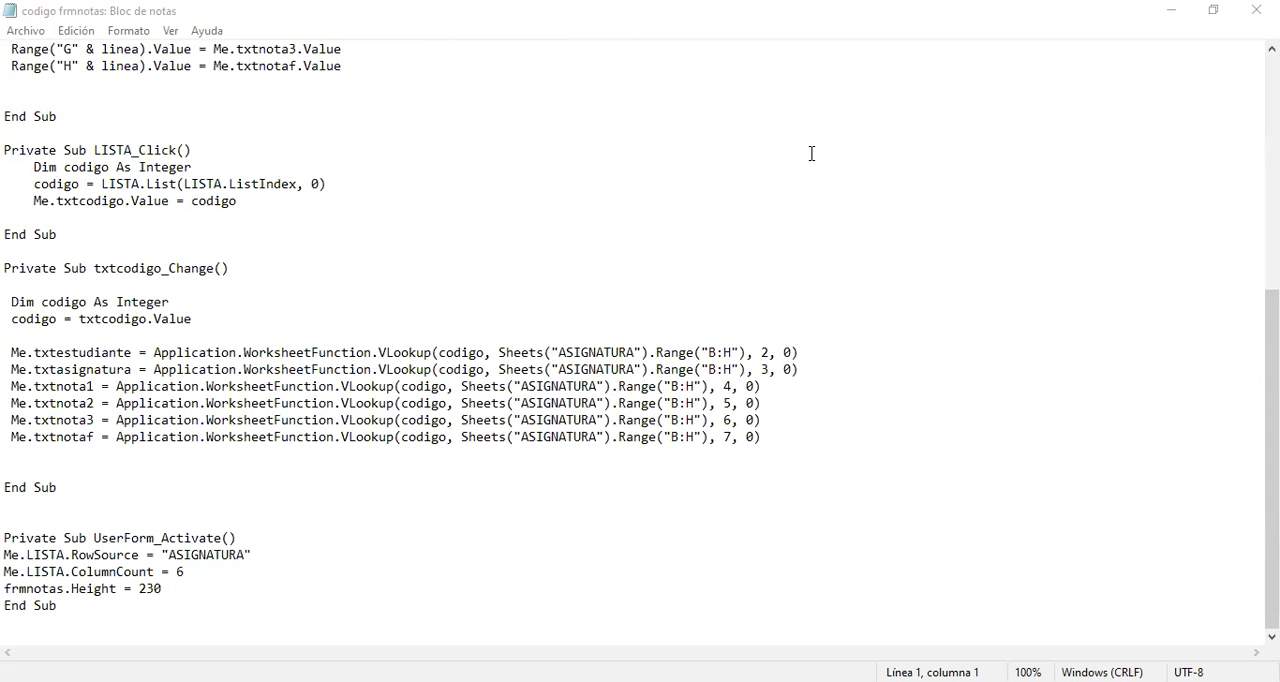 codigo frmnotas: Bloc de notas
Archivo Edición Formato Ver Ayuda
Range("G" & linea).Value = Me.txtnota3.Value
Range("H" & linea).Value = Me.txtnotaf.Value
End Sub
Private Sub LISTA_Click()
Dim codigo As Integer
codigo = LISTA.List(LISTA.ListIndex, 0)
Me.txtcodigo.Value = codigo
End Sub
Private Sub txtcodigo_Change()
Dim codigo As Integer
codigo = txtcodigo.Value
Me.txtestudiante = Application.WorksheetFunction.VLookup(codigo, Sheets("ASIGNATURA").Range("B:H"), 2, 0)
Me.txtasignatura = Application.WorksheetFunction.VLookup(codigo, Sheets("ASIGNATURA").Range("B:H"), 3, 0)
Me.txtnota1 = Application.WorksheetFunction.VLookup(codigo, Sheets("ASIGNATURA").Range("B:H"), 4, 0)
Me.txtnota2 = Application.WorksheetFunction.VLookup(codigo, Sheets("ASIGNATURA").Range("B:H"), 5, 0)
Me.txtnota3 = Application.WorksheetFunction.VLookup(codigo, Sheets("ASIGNATURA").Range("B:H"), 6, 0)
Me.txtnotaf = Application.WorksheetFunction.VLookup(codigo, Sheets("ASIGNATURA").Range("B:H"), 7, 0)
End Sub
Private Sub UserForm_Activate()
Me.LISTA.RowSource = "ASIGNATURA"
Me.LISTA.ColumnCount = 6
frmnotas.Height = 230
End Sub
Línea 1, columna 1 100% Windows (CRLF) UTF-8